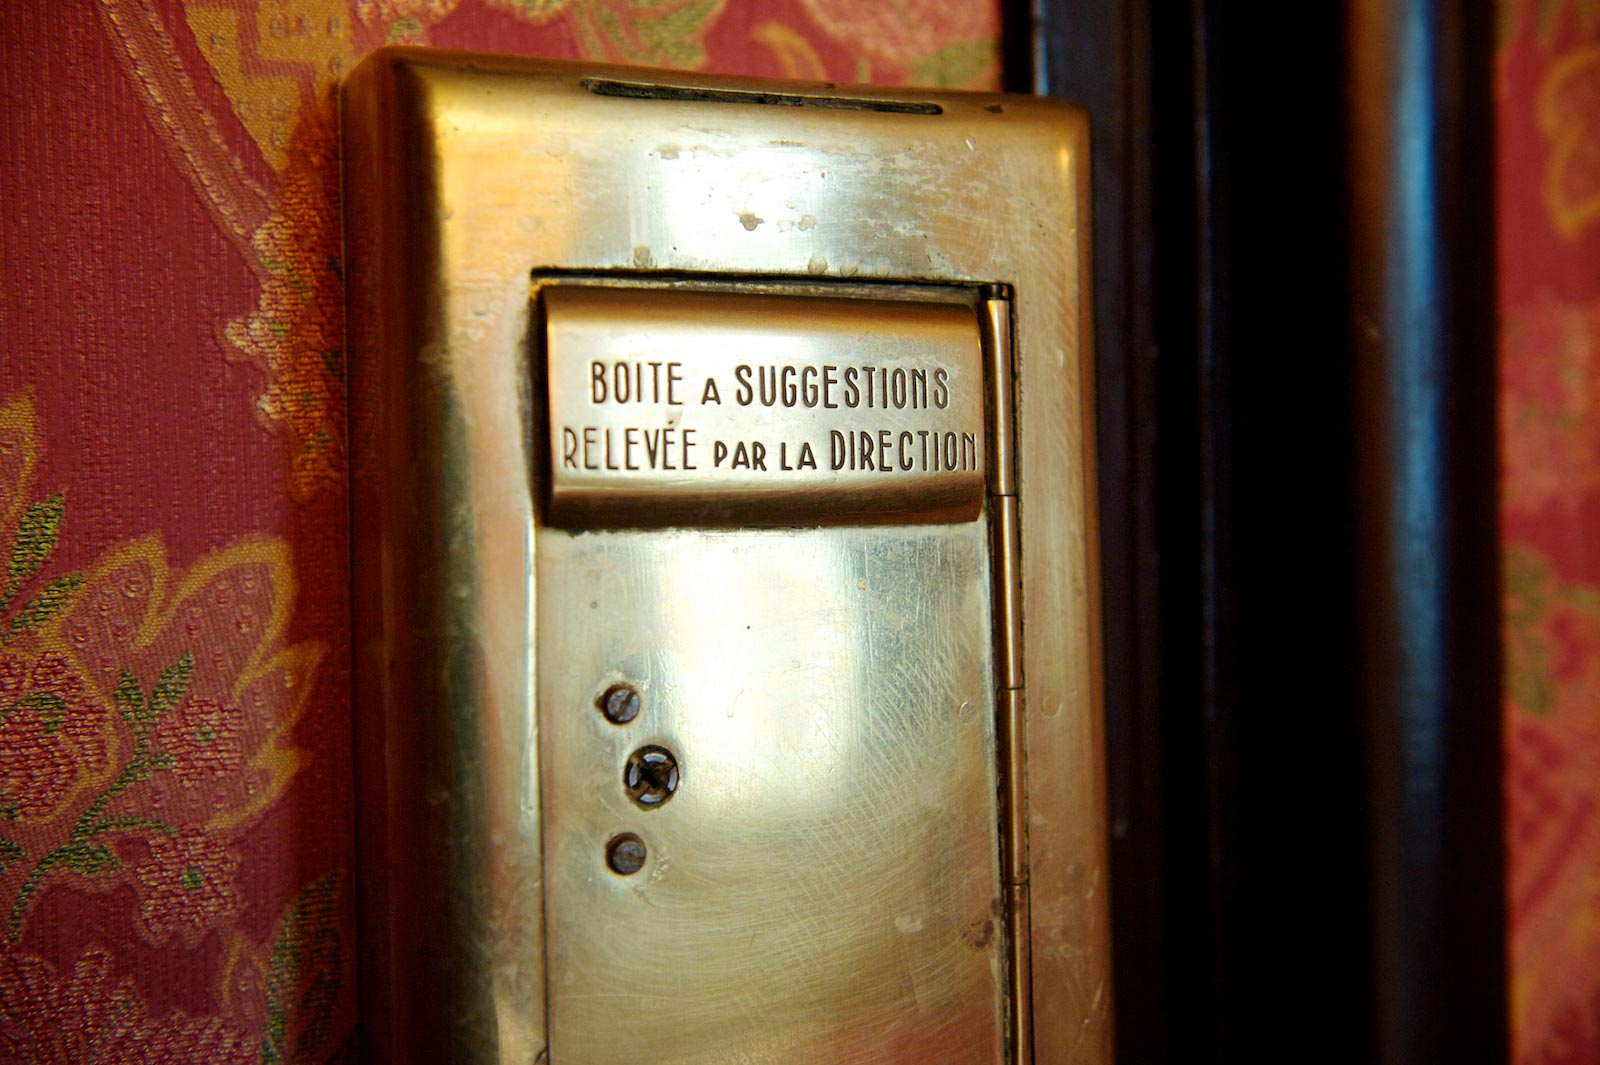 BOITE A SUGGESTIONS
RELEVÉE PAR LA DIRECTION